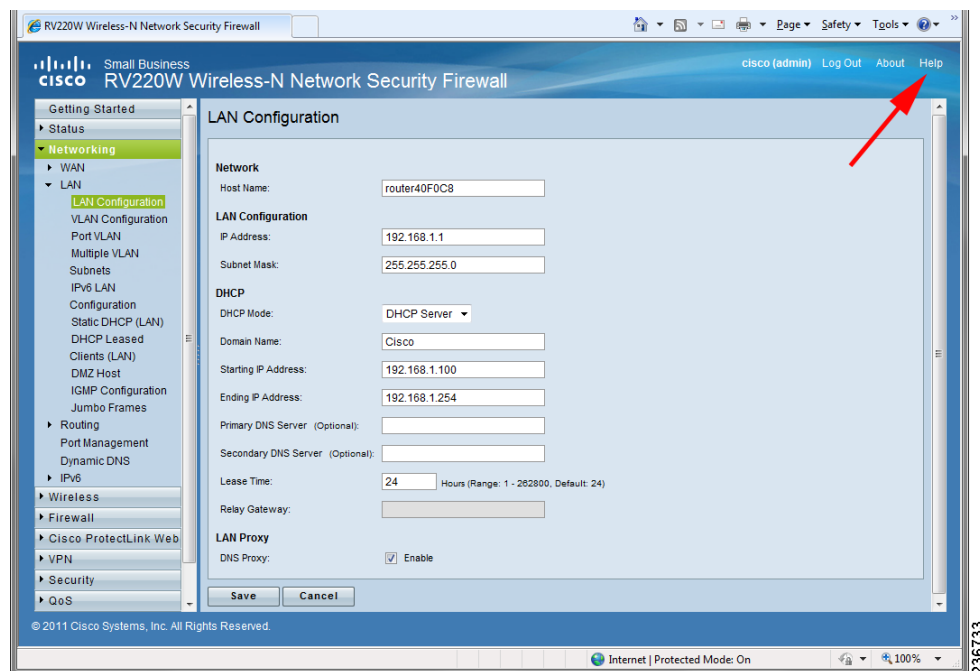 RV220W Wireless-N Network Security Firewall
Page Safety Tools
Small Business
CISCO RV220W Wireless-N Network Security Firewall
cisco (admin) Log Out About Help
Getting Started
Status
Networking
WAN
LAN
LAN Configuration
VLAN Configuration
Port VLAN
Multiple VLAN
Subnets
IPv6 LAN
Configuration
Static DHCP (LAN)
DHCP Leased
Clients (LAN)
DMZ Host
IGMP Configuration
Jumbo Frames
Routing
Port Management
Dynamic DNS
IPv6
Wireless
Firewall
Cisco ProtectLink Web
VPN
Security
QoS
LAN Configuration
Network
Host Name: router40F0C8
LAN Configuration
IP Address: 192.168.1.1
Subnet Mask: 255.255.255.0
DHCP
DHCP Mode: DHCP Server
Domain Name: Cisco
Starting IP Address: 192.168.1.100
Ending IP Address: 192.168.1.254
Primary DNS Server (Optional):
Secondary DNS Server (Optional):
Lease Time: 24 Hours (Range: 1 - 262800, Default: 24)
Relay Gateway:
LAN Proxy
DNS Proxy: Enable
Save Cancel
© 2011 Cisco Systems, Inc. All Rights Reserved.
Internet | Protected Mode: On 100%